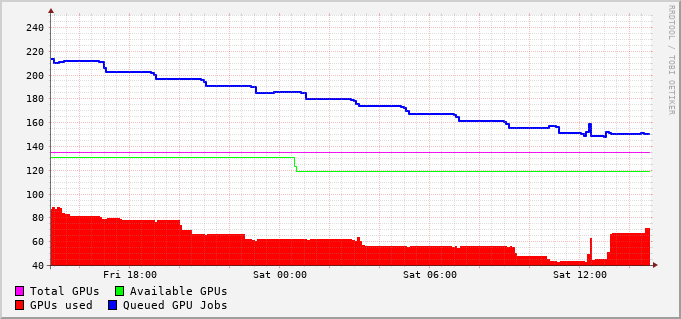 240
220
200
180
160
140
120
100
80
60
40
Fri 18:00 Sat 00:00 Sat 06:00 Sat 12:00
Total GPUs Available GPUs
GPUs used Queued GPU Jobs
RRDTOOL / TOBI OETIKER